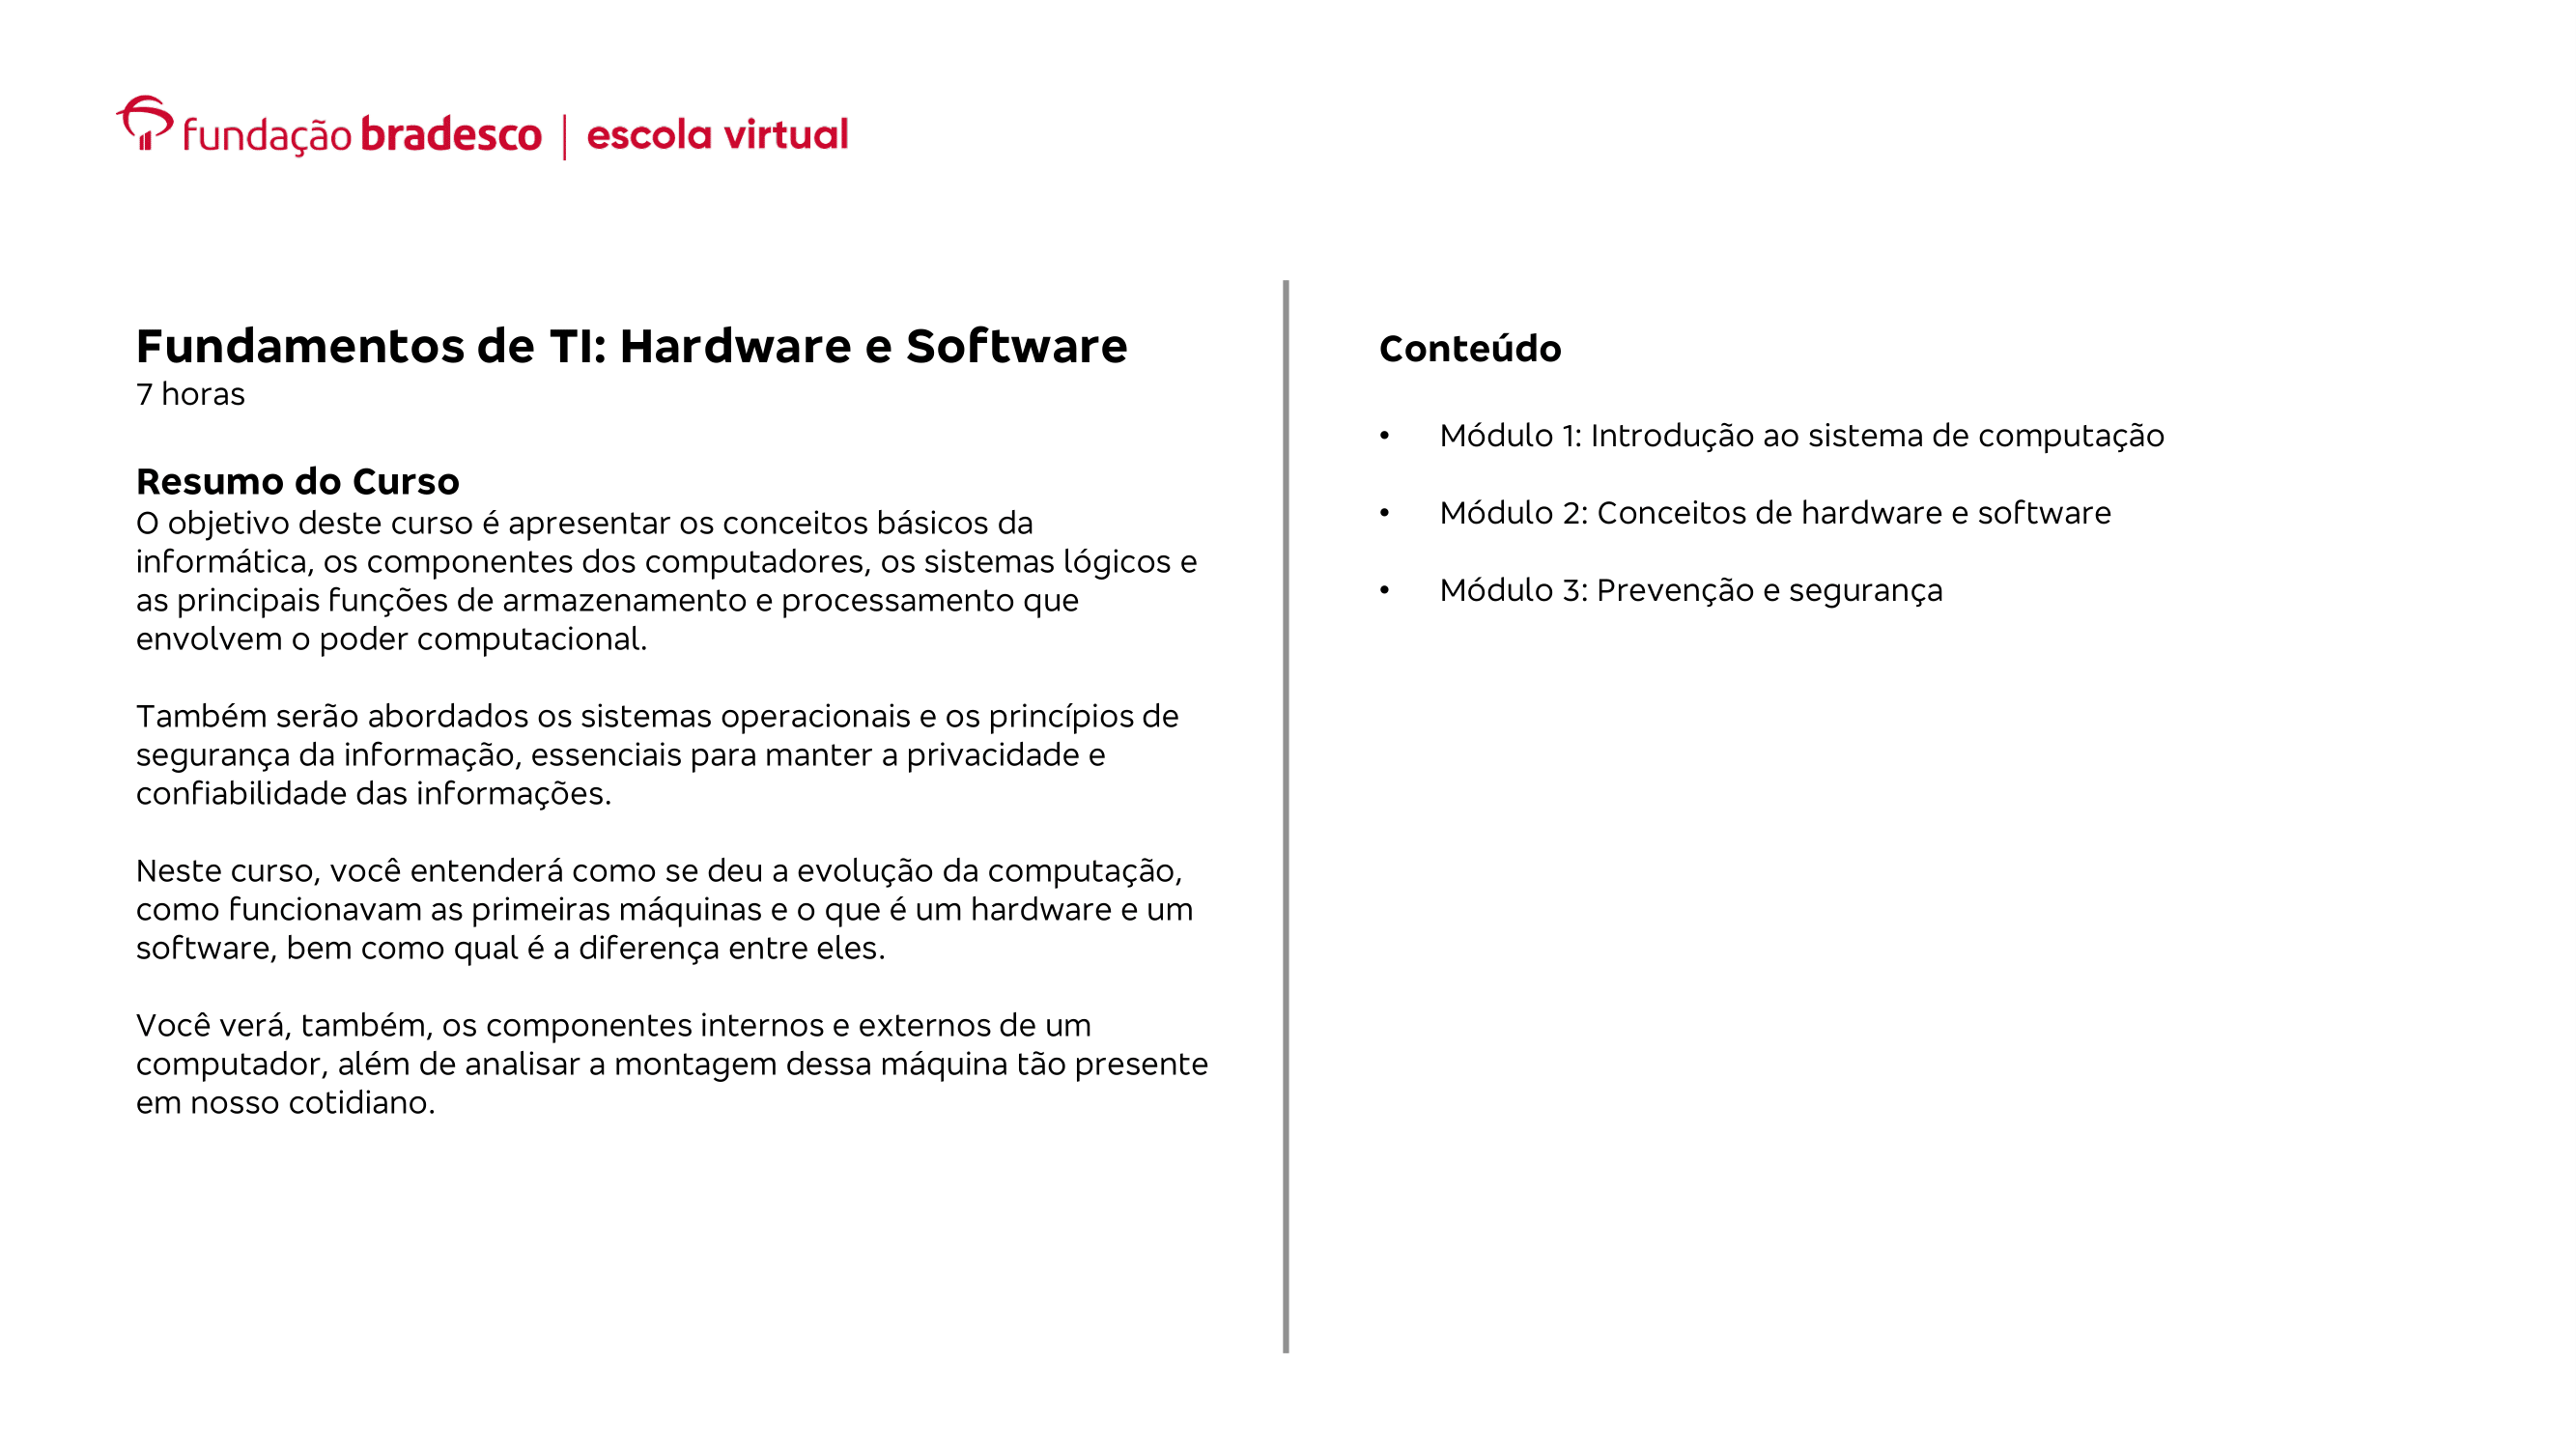 fundação bradesco | escola virtual
Fundamentos de TI: Hardware e Software
7 horas
Resumo do Curso
O objetivo deste curso é apresentar os conceitos básicos da
informática, os componentes dos computadores, os sistemas lógicos e
as principais funções de armazenamento e processamento que
envolvem o poder computacional.
Também serão abordados os sistemas operacionais e os princípios de
segurança da informação, essenciais para manter a privacidade e
confiabilidade das informações.
Neste curso, você entenderá como se deu a evolução da computação,
como funcionavam as primeiras máquinas e o que é um hardware e um
software, bem como qual é a diferença entre eles.
Você verá, também, os componentes internos e externos de um
computador, além de analisar a montagem dessa máquina tão presente
em nosso cotidiano.
Conteúdo
• Módulo 1: Introdução ao sistema de computação
• Módulo 2: Conceitos de hardware e software
• Módulo 3: Prevenção e segurança